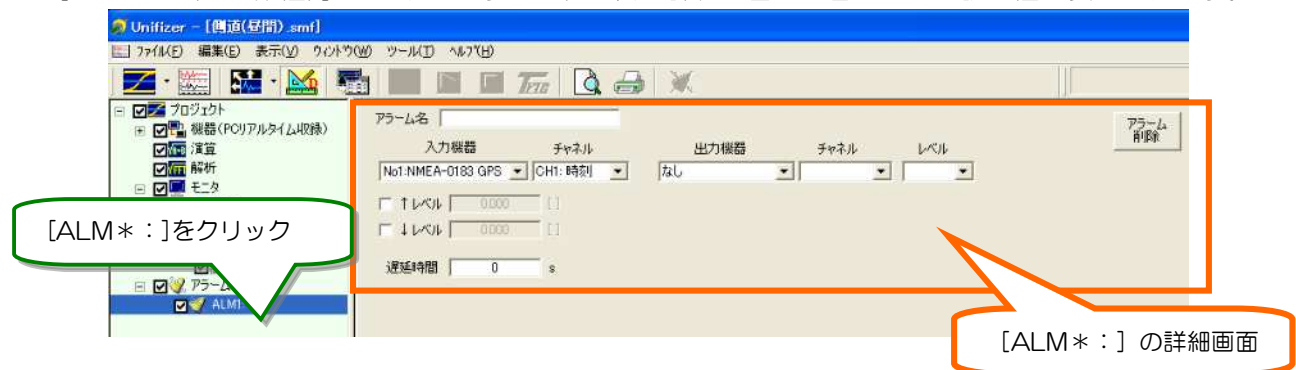 Unifizer - [側道(昼間).smf]
ファイル(F) 編集(E) 表示(V) ウィンドウ(W) ツール(T) ヘルプ(H)
プロジェクト
機器(PCリアルタイム収録)
演算
解析
モニタ
アラーム
ALM1:
[ALM＊：]をクリック
アラーム名
アラーム削除
入力機器 チャネル 出力機器 チャネル レベル
No1:NMEA-0183 GPS CH1: 時刻 なし
↑レベル 0.000 [ ]
↓レベル 0.000 [ ]
遅延時間 0 s
[ALM＊：] の詳細画面